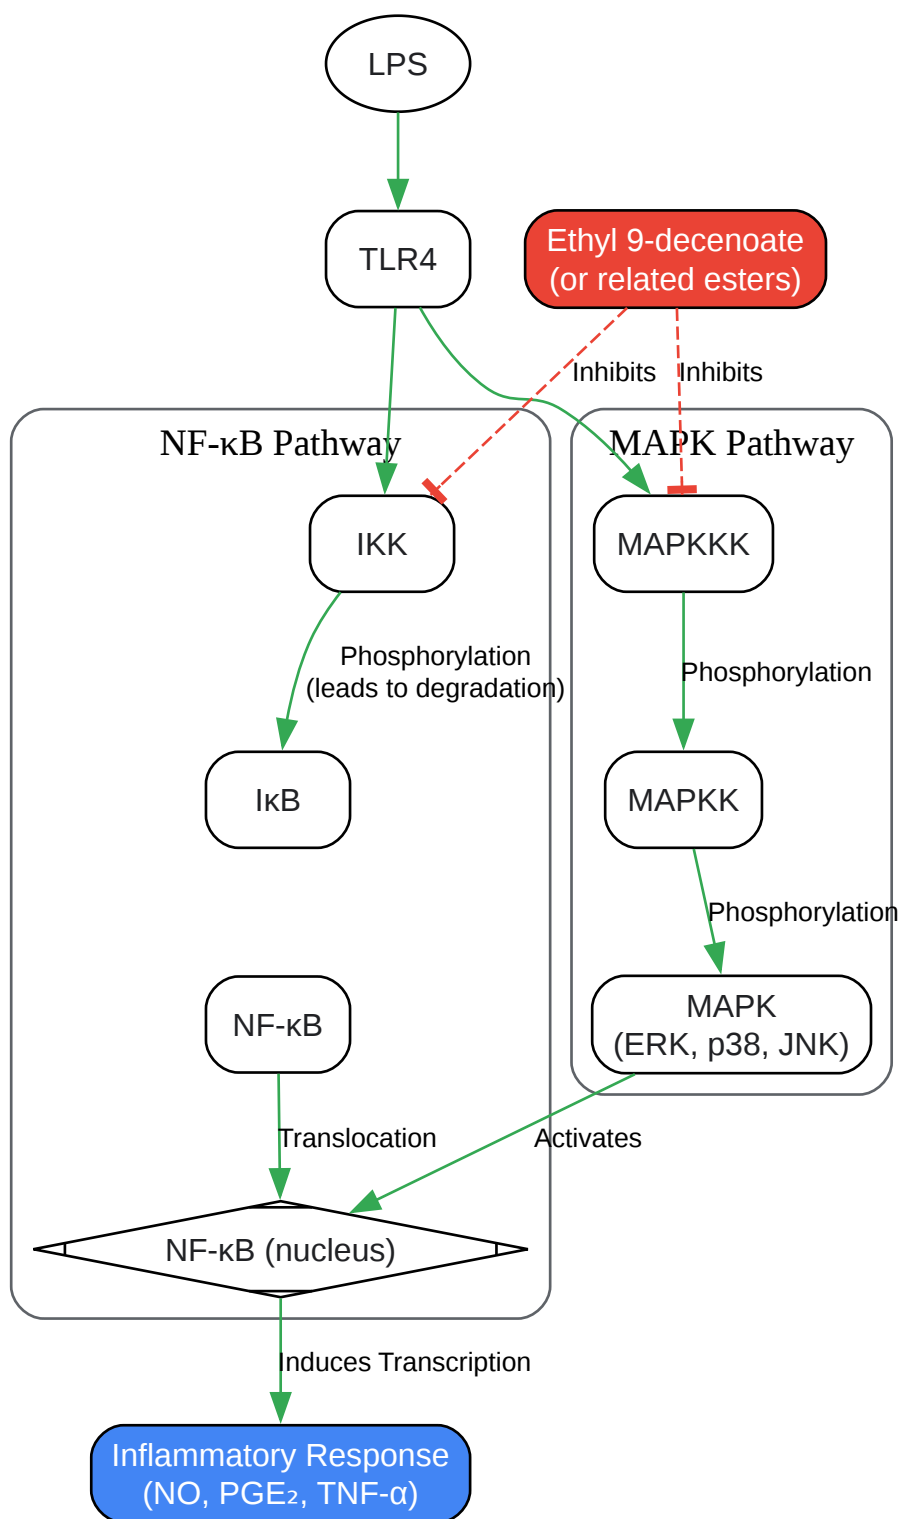 LPS
TLR4
Ethyl 9-decenoate
(or related esters)
Inhibits
Inhibits
NF-κB Pathway
MAPK Pathway
IKK
MAPKKK
Phosphorylation
(leads to degradation)
Phosphorylation
IκB
MAPKK
Phosphorylation
NF-κB
MAPK
(ERK, p38, JNK)
Translocation
Activates
NF-κB (nucleus)
Induces Transcription
Inflammatory Response
(NO, PGE₂, TNF-α)